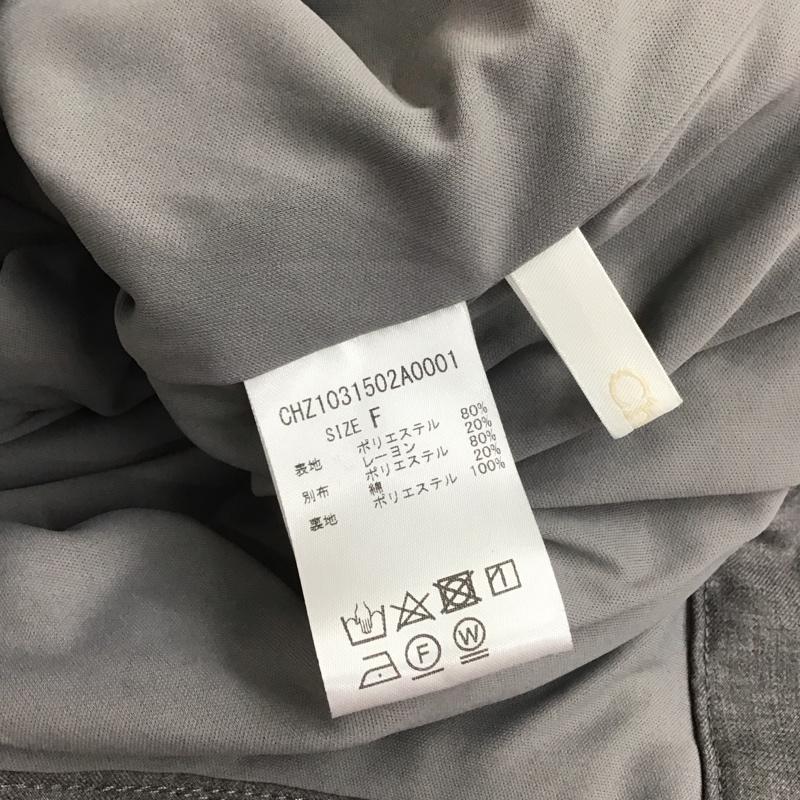 CHZ1031502A0001
SIZE F
表地 ポリエステル 80%
レーヨン 20%
別布 ポリエステル 80%
綿 20%
裏地 ポリエステル 100%
F W